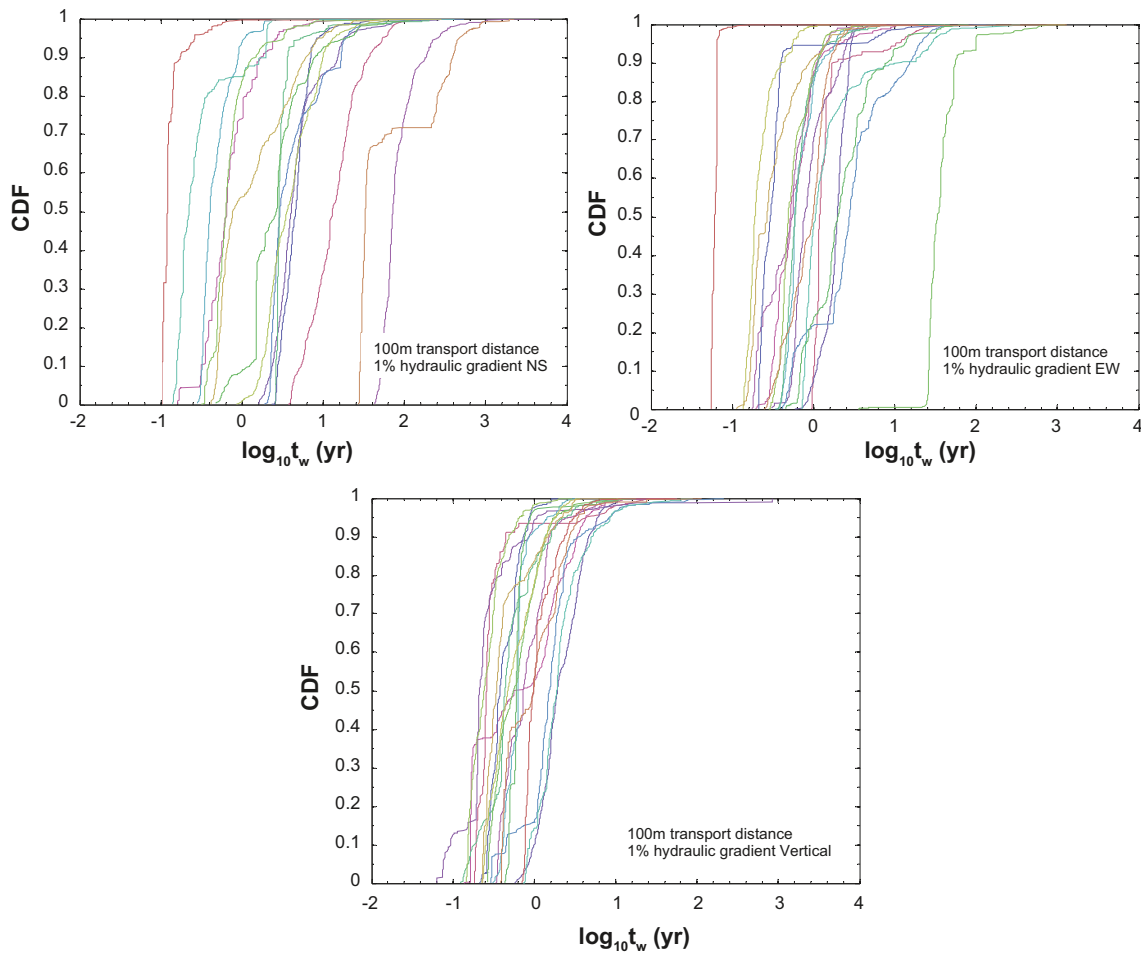 1
0.9
0.8
0.7
0.6
0.5
0.4
0.3
0.2
0.1
0
CDF
-2 -1 0 1 2 3 4
log10tw (yr)
100m transport distance
1% hydraulic gradient NS
1
0.9
0.8
0.7
0.6
0.5
0.4
0.3
0.2
0.1
0
CDF
-2 -1 0 1 2 3 4
log10tw (yr)
100m transport distance
1% hydraulic gradient EW
1
0.9
0.8
0.7
0.6
0.5
0.4
0.3
0.2
0.1
0
CDF
-2 -1 0 1 2 3 4
log10tw (yr)
100m transport distance
1% hydraulic gradient Vertical